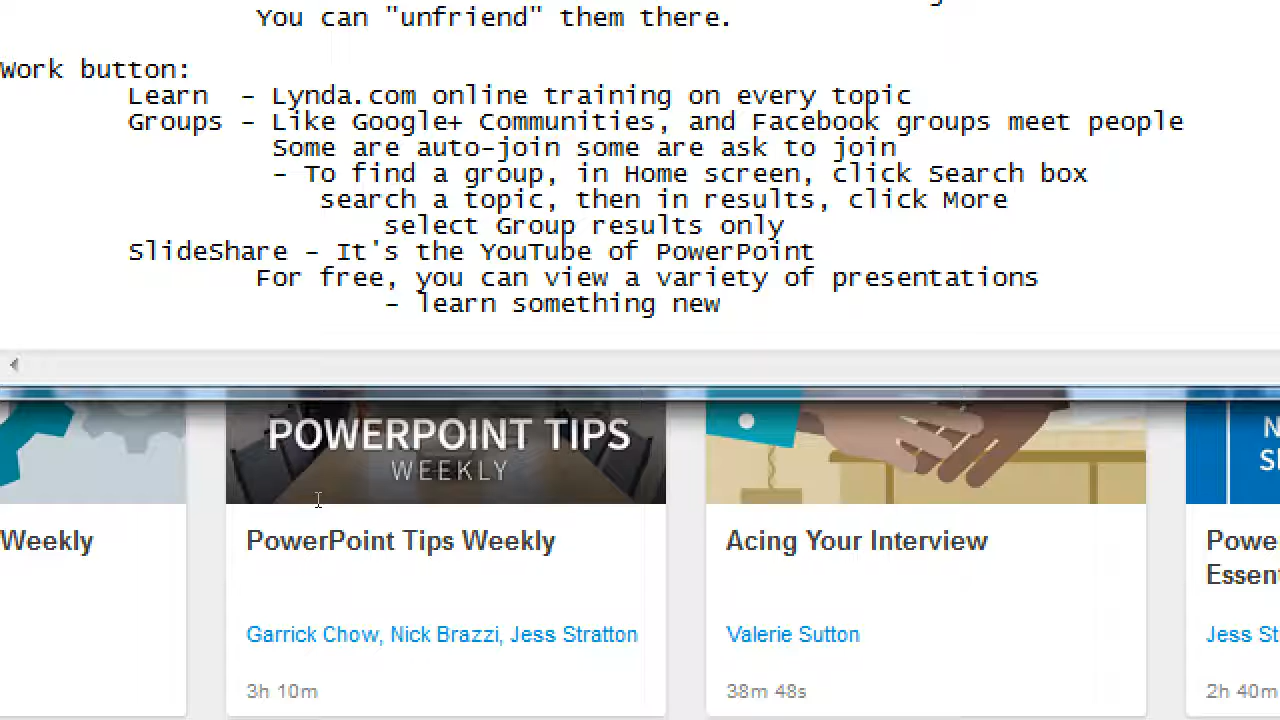 You can "unfriend" them there.
Work button:
Learn - Lynda.com online training on every topic
Groups - Like Google+ Communities, and Facebook groups meet people
Some are auto-join some are ask to join
- To find a group, in Home screen, click Search box
search a topic, then in results, click More
select Group results only
SlideShare - It's the YouTube of PowerPoint
For free, you can view a variety of presentations
- learn something new
POWERPOINT TIPS
WEEKLY
Weekly
PowerPoint Tips Weekly
Acing Your Interview
Garrick Chow, Nick Brazzi, Jess Stratton
Valerie Sutton
Jess St
3h 10m
38m 48s
2h 40m